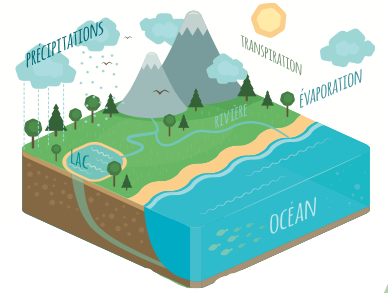 PRÉCIPITATIONS
TRANSPIRATION
ÉVAPORATION
RIVIÈRE
LAC
OCÉAN